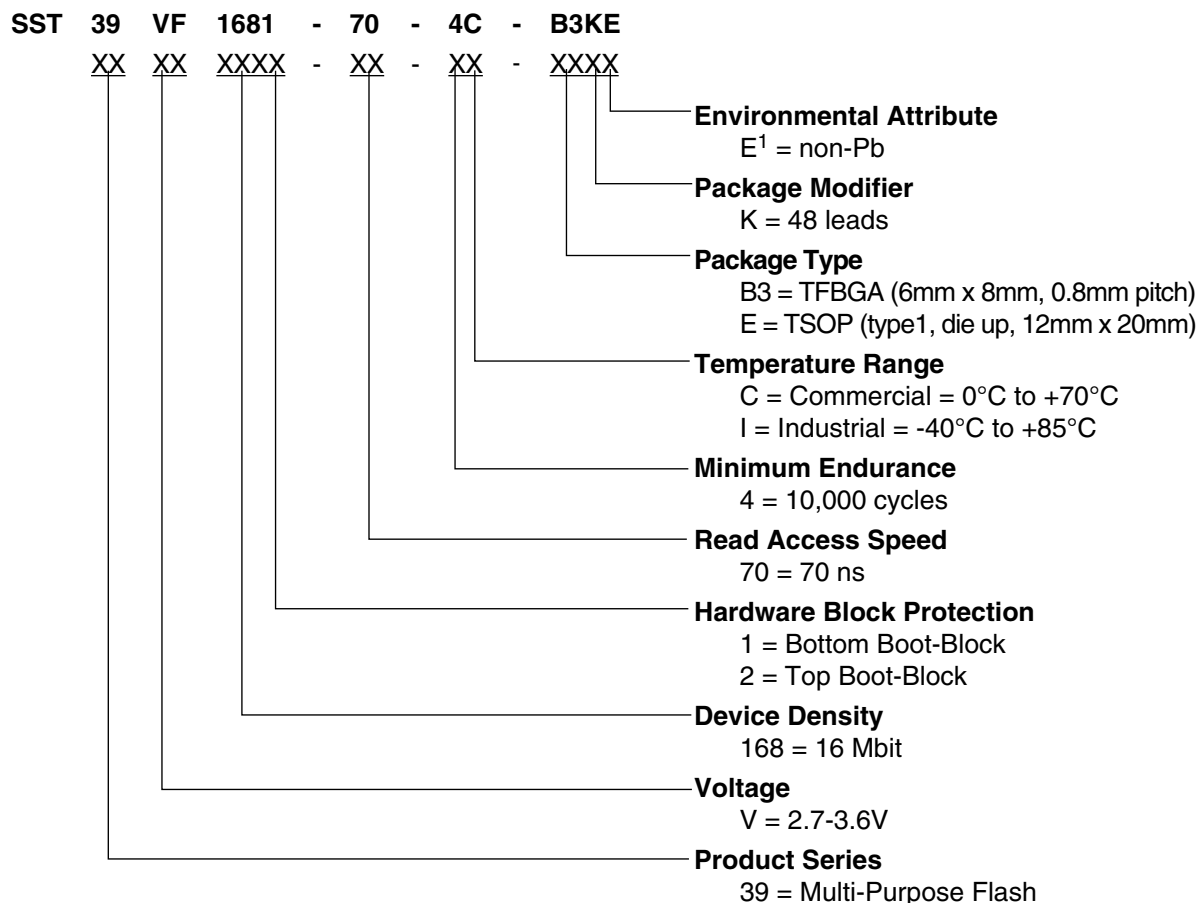 SST 39 VF 1681 - 70 - 4C - B3KE
XX XX XXXX - XX - XX - XXXX
Environmental Attribute
E¹ = non-Pb
Package Modifier
K = 48 leads
Package Type
B3 = TFBGA (6mm x 8mm, 0.8mm pitch)
E = TSOP (type1, die up, 12mm x 20mm)
Temperature Range
C = Commercial = 0°C to +70°C
I = Industrial = -40°C to +85°C
Minimum Endurance
4 = 10,000 cycles
Read Access Speed
70 = 70 ns
Hardware Block Protection
1 = Bottom Boot-Block
2 = Top Boot-Block
Device Density
168 = 16 Mbit
Voltage
V = 2.7-3.6V
Product Series
39 = Multi-Purpose Flash